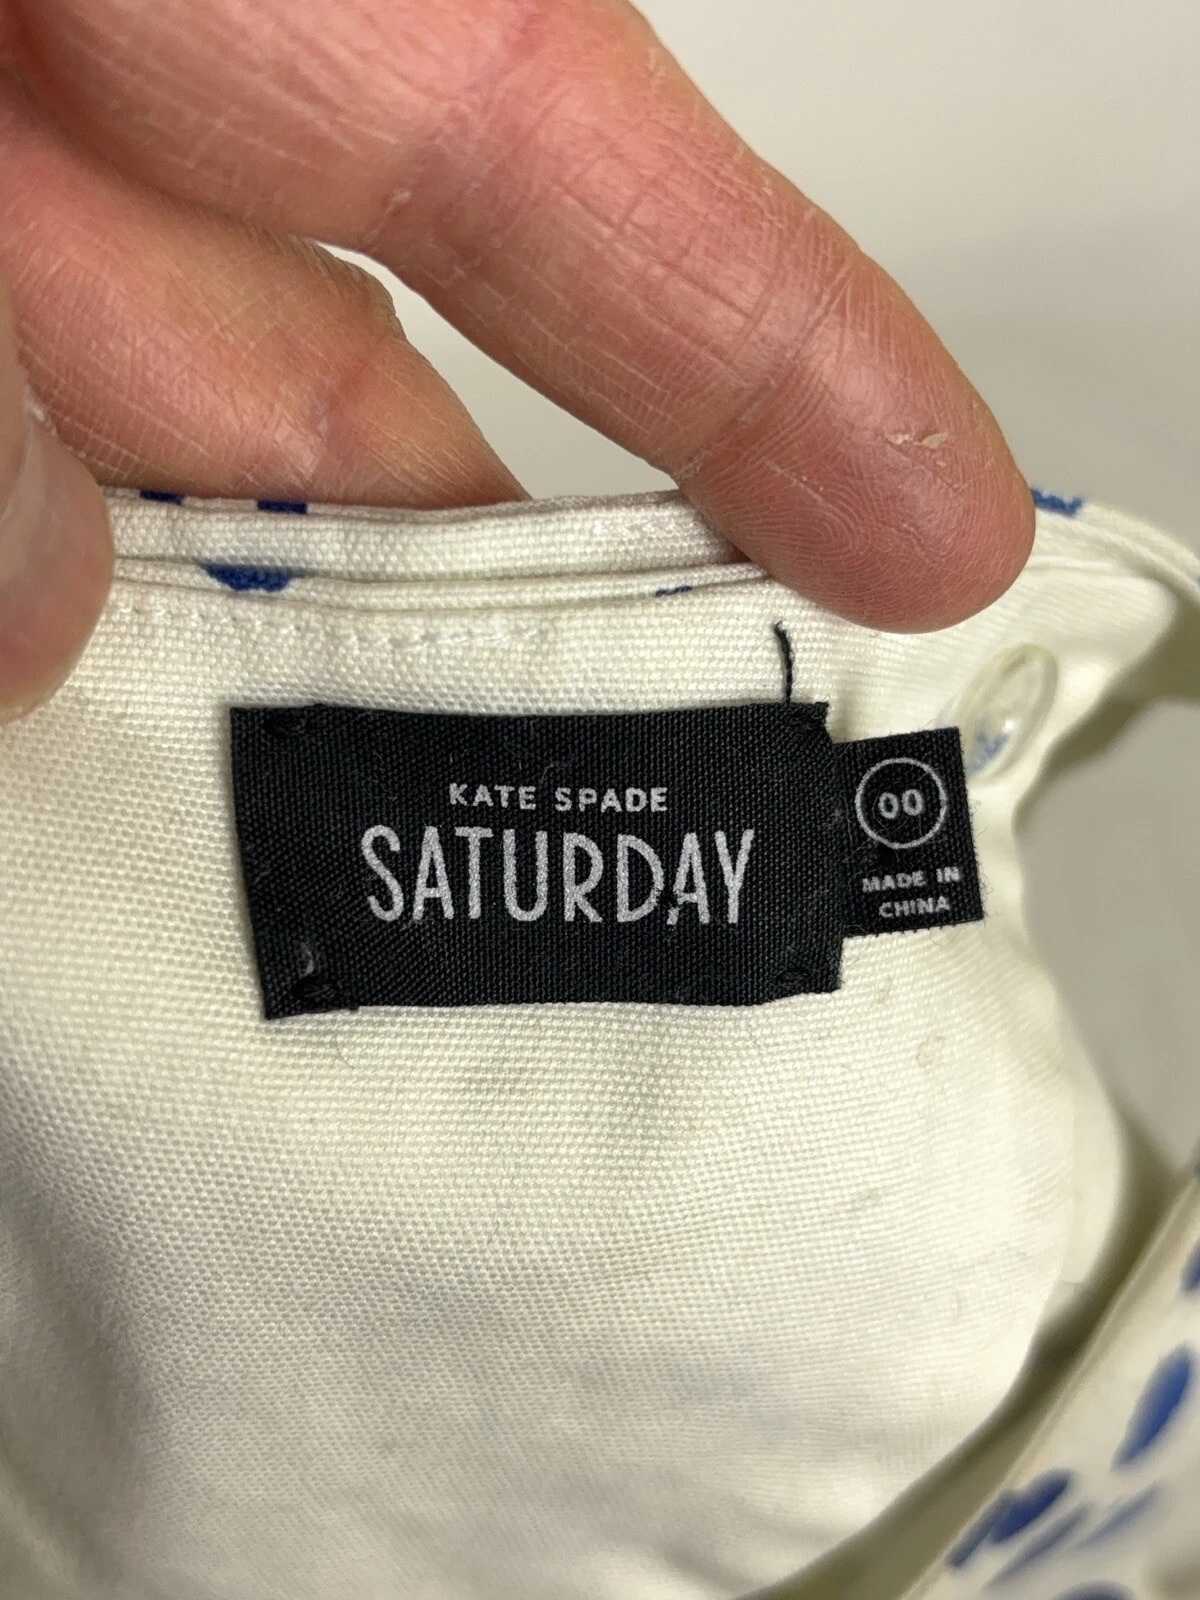 KATE SPADE
SATURDAY
00
MADE IN
CHINA